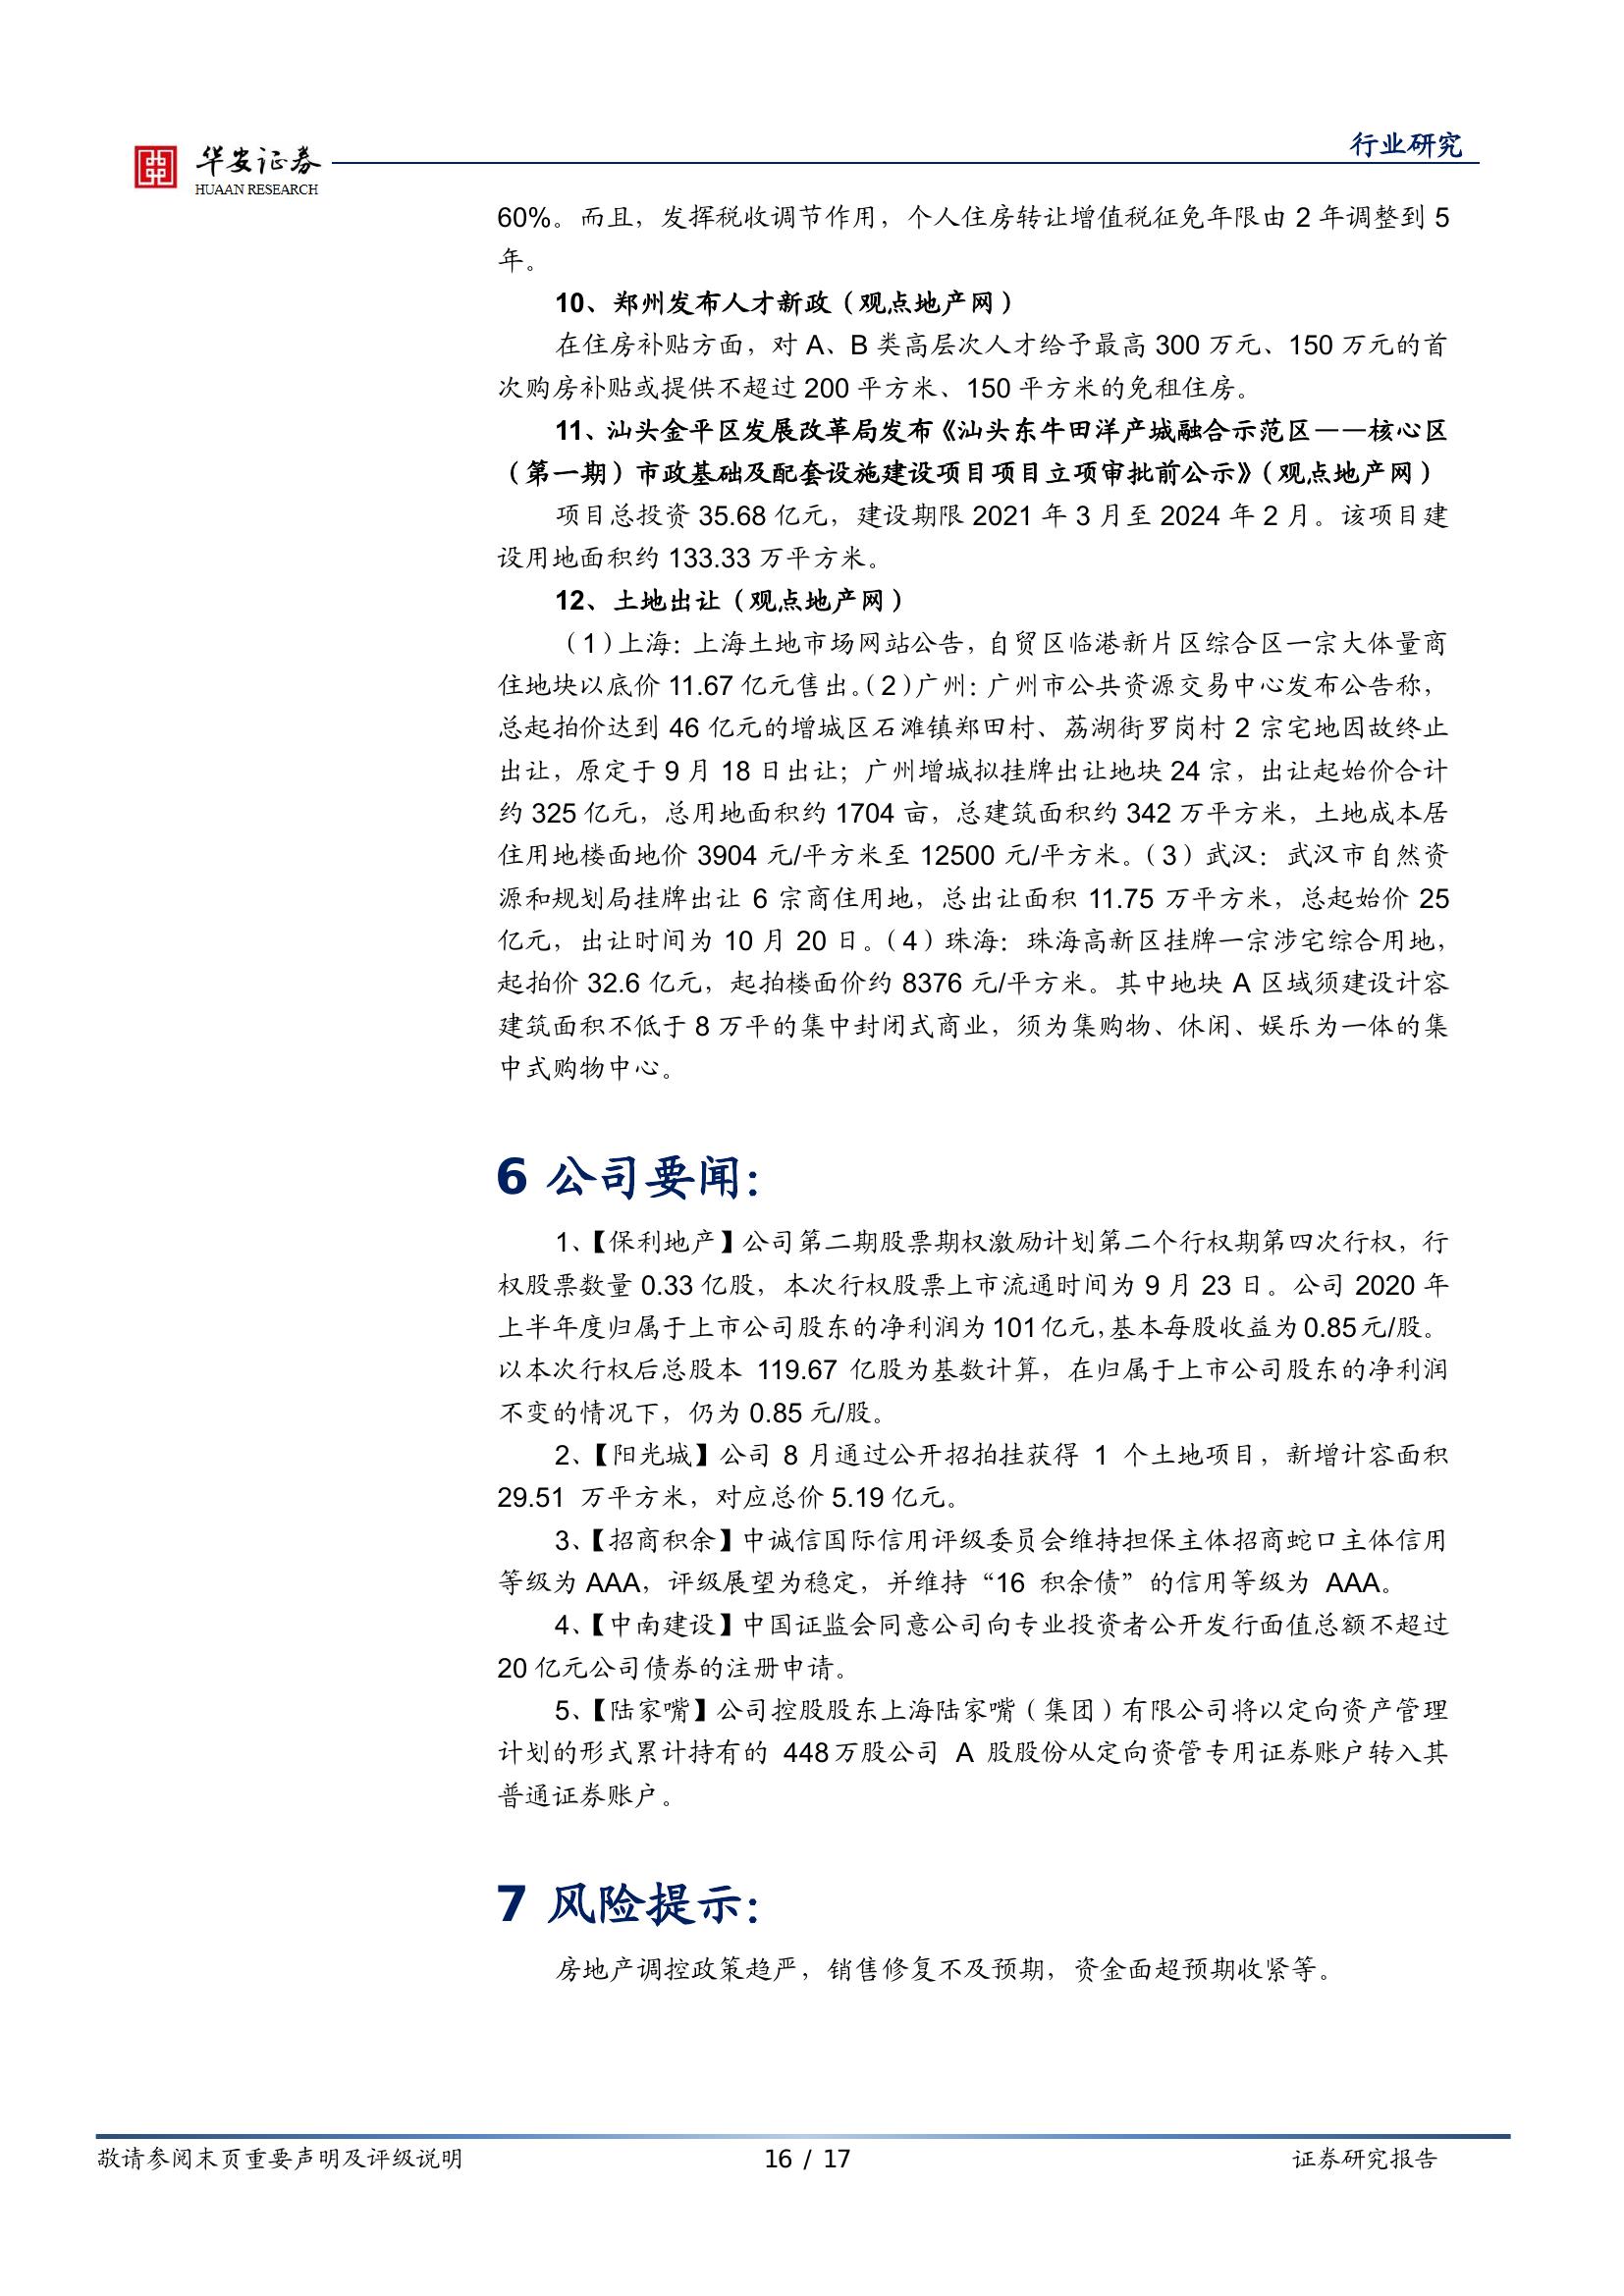 华安证券
HUAAN RESEARCH
行业研究
60%。而且，发挥税收调节作用，个人住房转让增值税征免年限由 2 年调整到 5
年。
10、郑州发布人才新政（观点地产网）
在住房补贴方面，对 A、B 类高层次人才给予最高 300 万元、150 万元的首
次购房补贴或提供不超过 200 平方米、150 平方米的免租住房。
11、汕头金平区发展改革局发布《汕头东牛田洋产城融合示范区——核心区
（第一期）市政基础及配套设施建设项目项目立项审批前公示》（观点地产网）
项目总投资 35.68 亿元，建设期限 2021 年 3 月至 2024 年 2 月。该项目建
设用地面积约 133.33 万平方米。
12、土地出让（观点地产网）
（1）上海：上海土地市场网站公告，自贸区临港新片区综合区一宗大体量商
住地块以底价 11.67 亿元售出。（2）广州：广州市公共资源交易中心发布公告称，
总起拍价达到 46 亿元的增城区石滩镇郑田村、荔湖街罗岗村 2 宗宅地因故终止
出让，原定于 9 月 18 日出让；广州增城拟挂牌出让地块 24 宗，出让起始价合计
约 325 亿元，总用地面积约 1704 亩，总建筑面积约 342 万平方米，土地成本居
住用地楼面地价 3904 元/平方米至 12500 元/平方米。（3）武汉：武汉市自然资
源和规划局挂牌出让 6 宗商住用地，总出让面积 11.75 万平方米，总起始价 25
亿元，出让时间为 10 月 20 日。（4）珠海：珠海高新区挂牌一宗涉宅综合用地，
起拍价 32.6 亿元，起拍楼面价约 8376 元/平方米。其中地块 A 区域须建设计容
建筑面积不低于 8 万平的集中封闭式商业，须为集购物、休闲、娱乐为一体的集
中式购物中心。
6 公司要闻：
1、【保利地产】公司第二期股票期权激励计划第二个行权期第四次行权，行
权股票数量 0.33 亿股，本次行权股票上市流通时间为 9 月 23 日。公司 2020 年
上半年度归属于上市公司股东的净利润为 101 亿元，基本每股收益为 0.85 元/股。
以本次行权后总股本 119.67 亿股为基数计算，在归属于上市公司股东的净利润
不变的情况下，仍为 0.85 元/股。
2、【阳光城】公司 8 月通过公开招拍挂获得 1 个土地项目，新增计容面积
29.51 万平方米，对应总价 5.19 亿元。
3、【招商积余】中诚信国际信用评级委员会维持担保主体招商蛇口主体信用
等级为 AAA，评级展望为稳定，并维持“16 积余债”的信用等级为 AAA。
4、【中南建设】中国证监会同意公司向专业投资者公开发行面值总额不超过
20 亿元公司债券的注册申请。
5、【陆家嘴】公司控股股东上海陆家嘴（集团）有限公司将以定向资产管理
计划的形式累计持有的 448 万股公司 A 股股份从定向资管专用证券账户转入其
普通证券账户。
7 风险提示：
房地产调控政策趋严，销售修复不及预期，资金面超预期收紧等。
敬请参阅末页重要声明及评级说明
16 / 17
证券研究报告